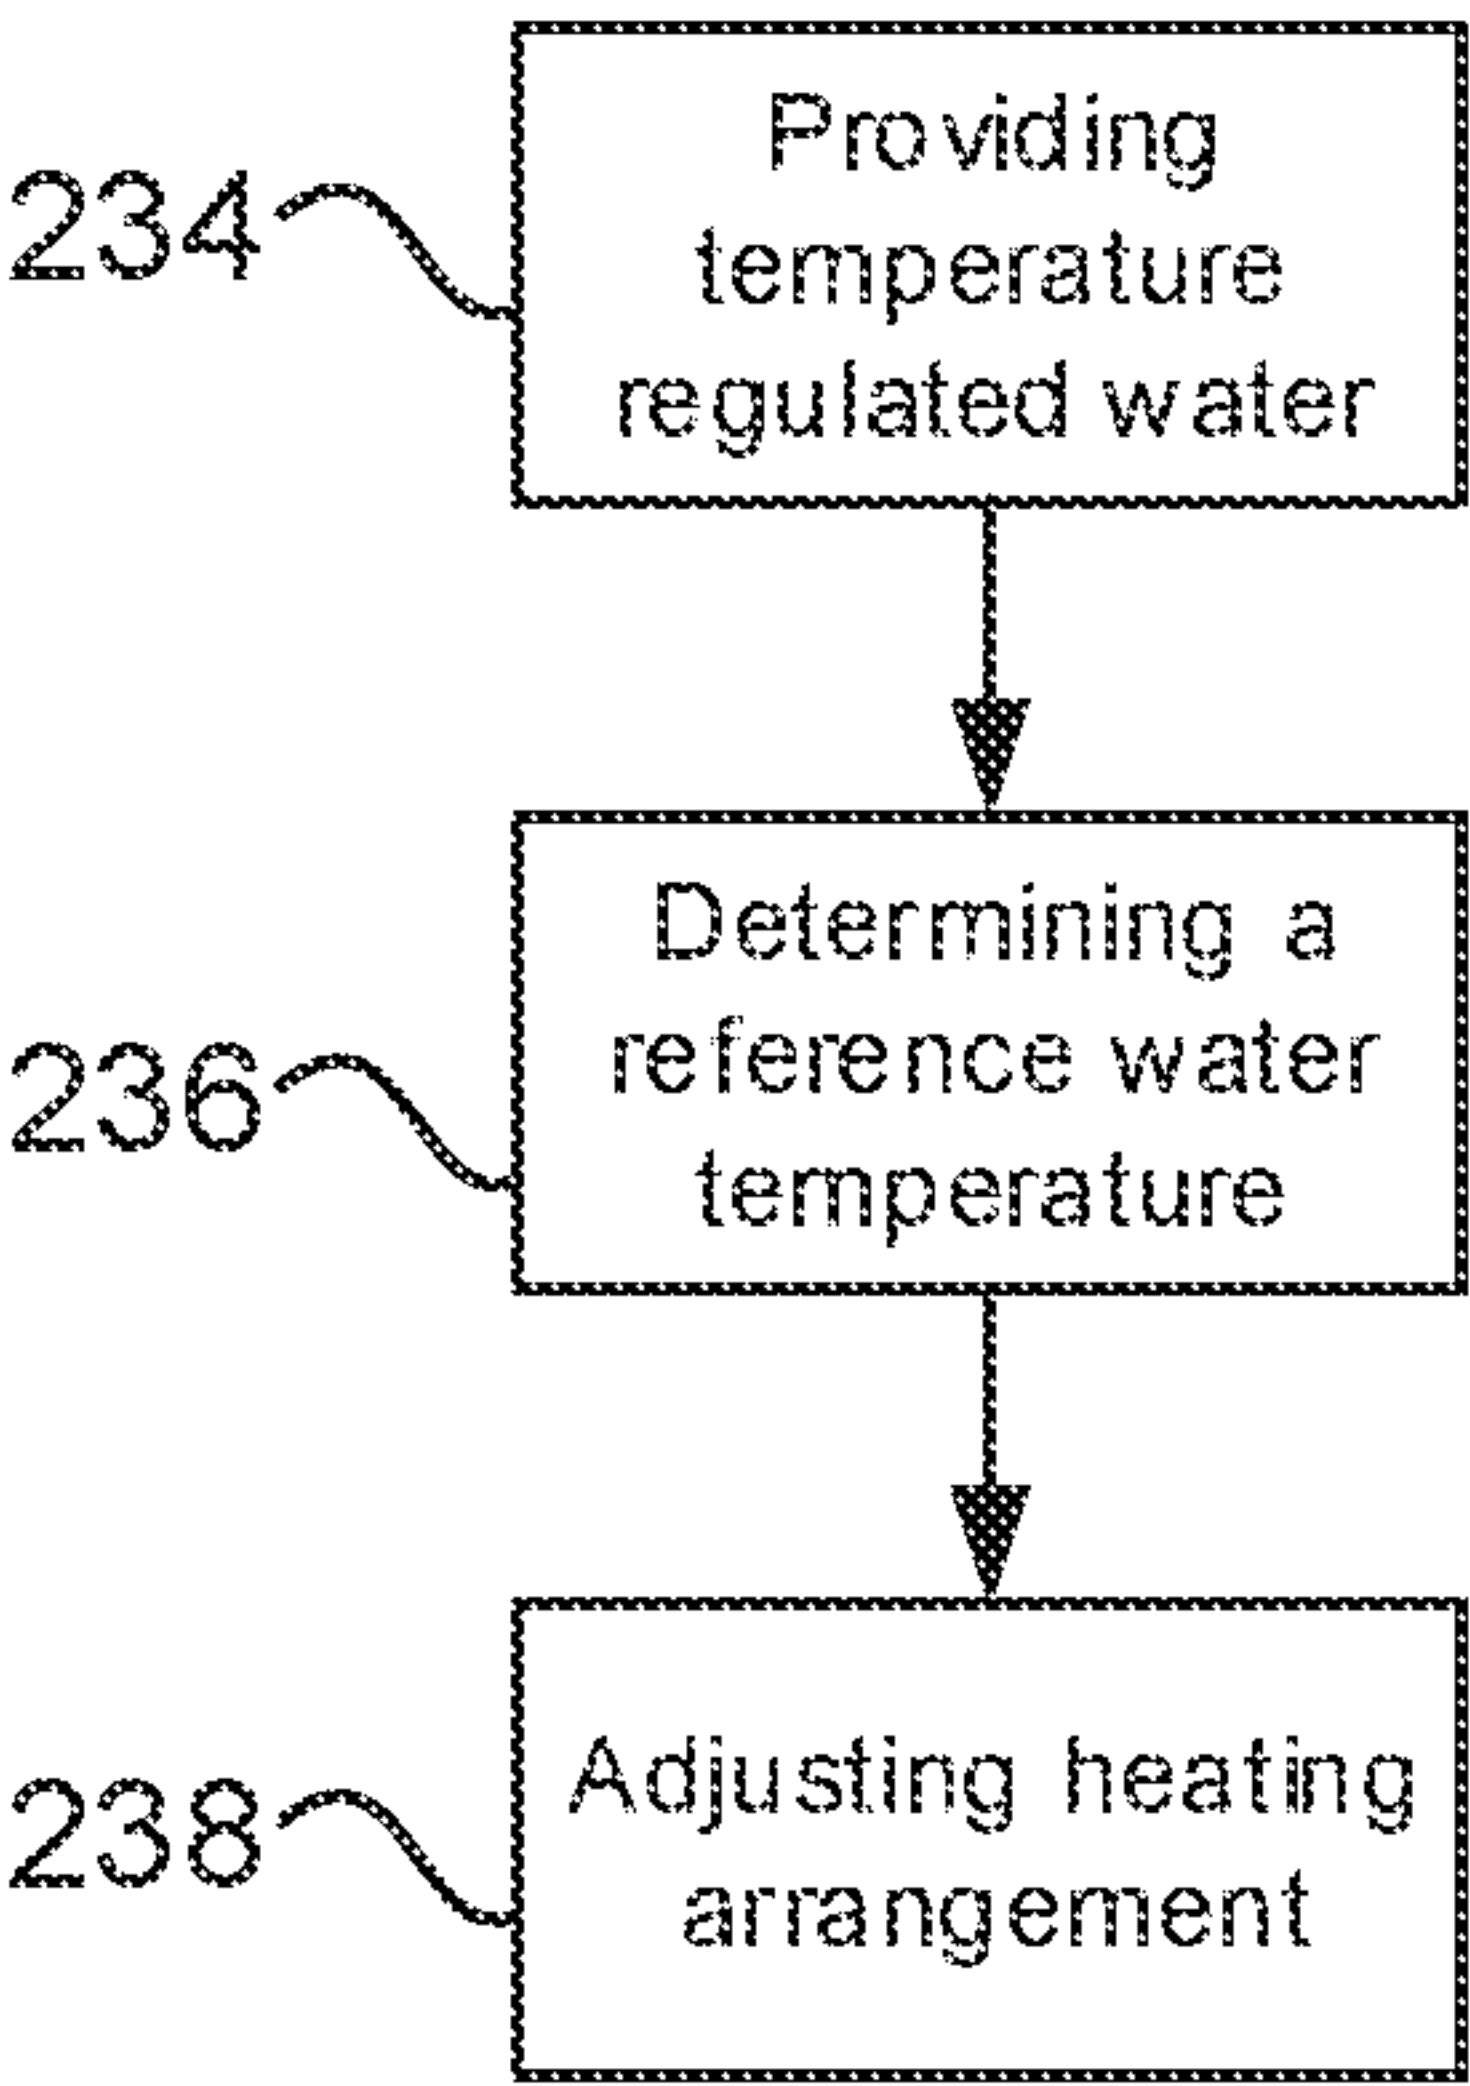 234
Providing
temperature
regulated water
236
Determining a
reference water
temperature
238
Adjusting heating
arrangement